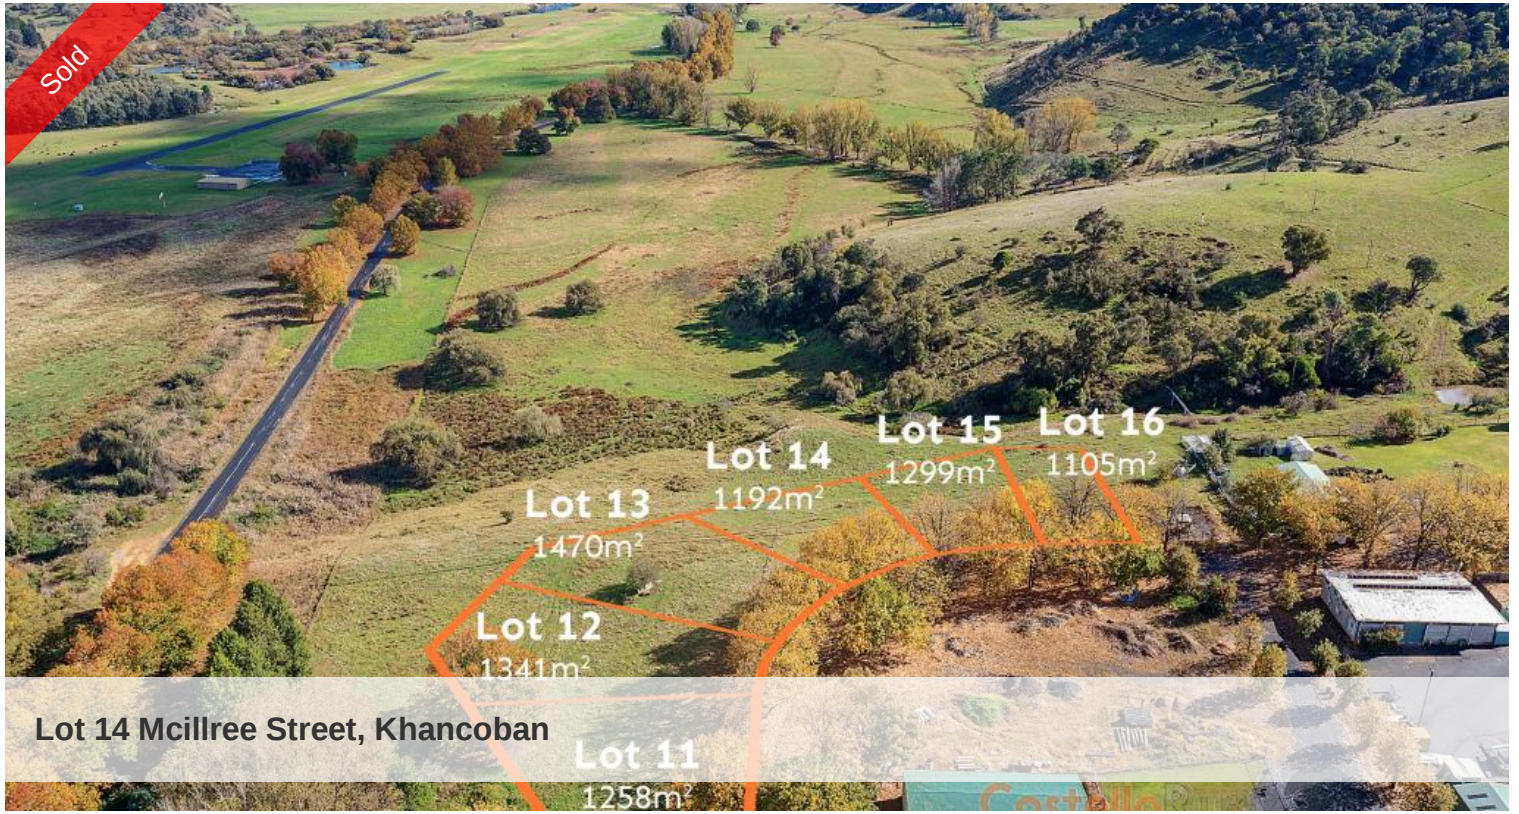 Sold
Lot 16
1105m²
Lot 15
1299m²
Lot 14
1192m²
Lot 13
1470m²
Lot 12
1341m²
Lot 14 Mcillree Street, Khancoban
Lot 11
1258m²
Costello